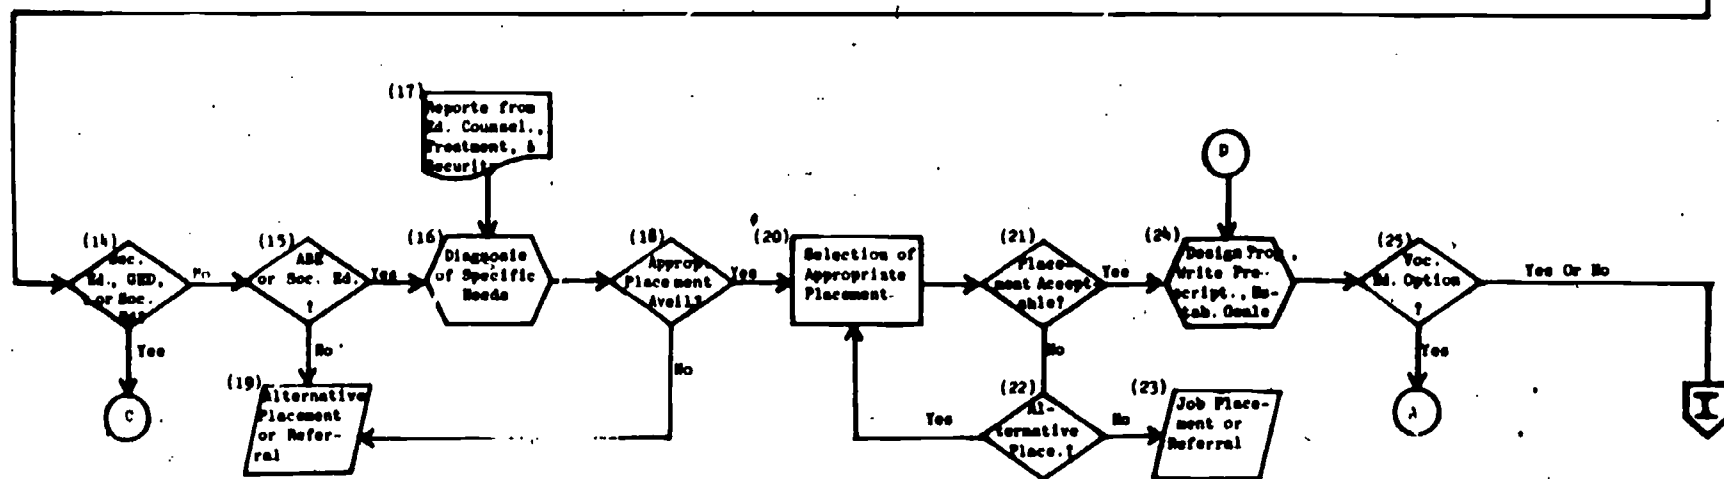 (14)
Soc.
Ed., GED,
or Soc.
Ed?
No
Yes
C
(15)
ABE
or Soc. Ed.
?
Yes
No
(16)
Diagnosis
of Specific
Needs
(17)
Reports from
Ed. Counsel.,
Treatment, &
Security
(18)
Approp
Placement
Avail?
Yes
No
(19)
Alternative
Placement
or Refer-
ral
(20)
Selection of
Appropriate
Placement
(21)
Place-
ment Accept
able?
Yes
No
(22)
Al-
ternative
Place.?
Yes
No
(23)
Job Place-
ment or
Referral
D
(24)
Design Prog,
Write Pre-
script., Es-
tab. Goals
(25)
Voc.
Ed. Option
?
Yes Or No
Yes
A
I